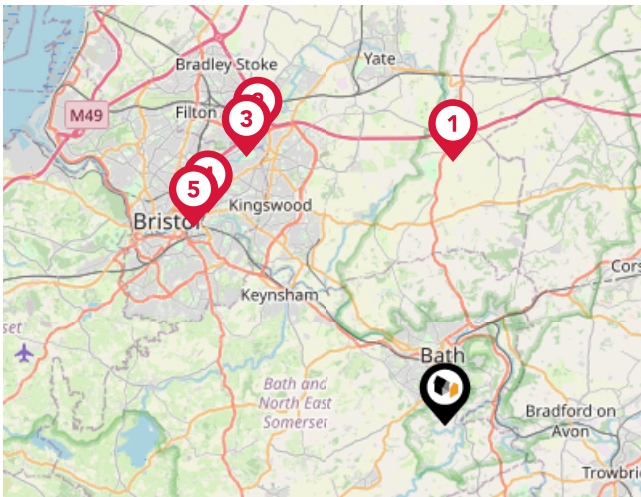 Bradley Stoke
Yate
M49
Filton
3
1
5
Kingswood
Bristol
Cors
Keynsham
set
Bath
Bath and
North East
Somerset
Bradford on
Avon
Trowbri